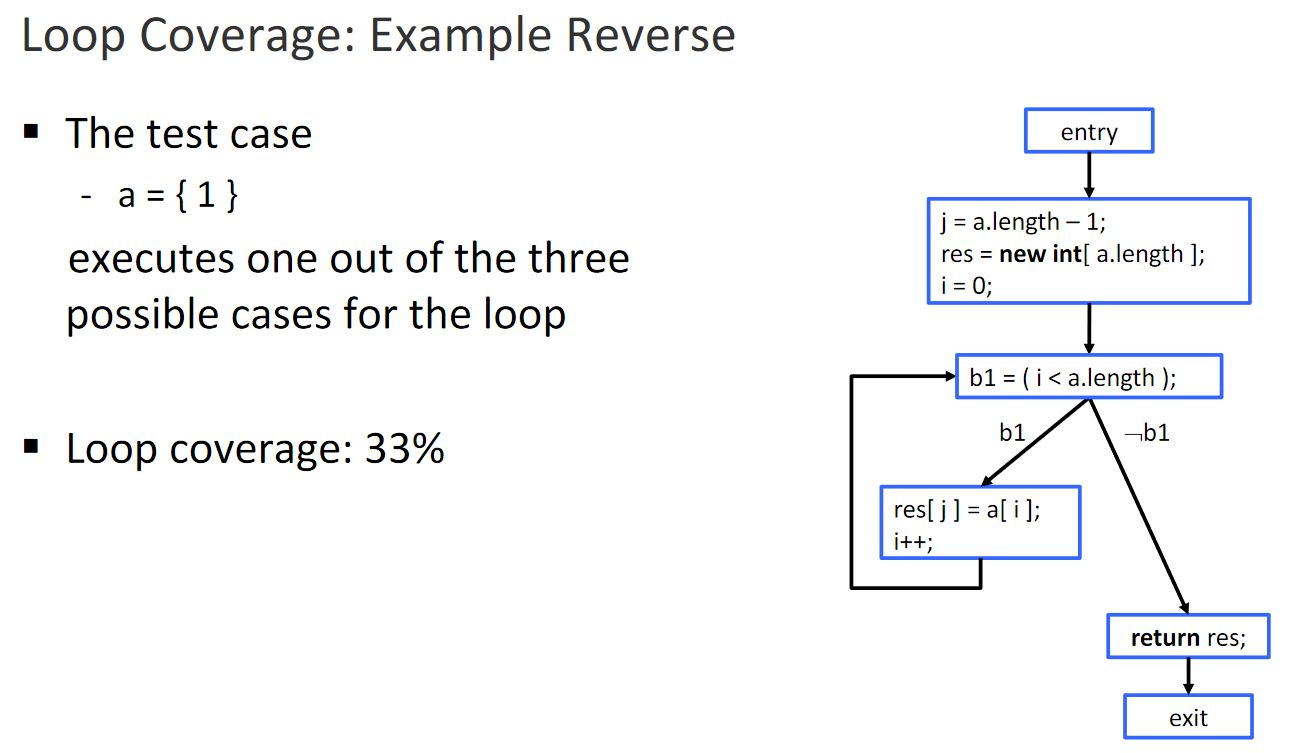 Loop Coverage: Example Reverse
▪ The test case
- a = { 1 }
executes one out of the three
possible cases for the loop
▪ Loop coverage: 33%
entry
j = a.length – 1;
res = new int[ a.length ];
i = 0;
b1 = ( i < a.length );
b1
¬b1
res[ j ] = a[ i ];
i++;
return res;
exit